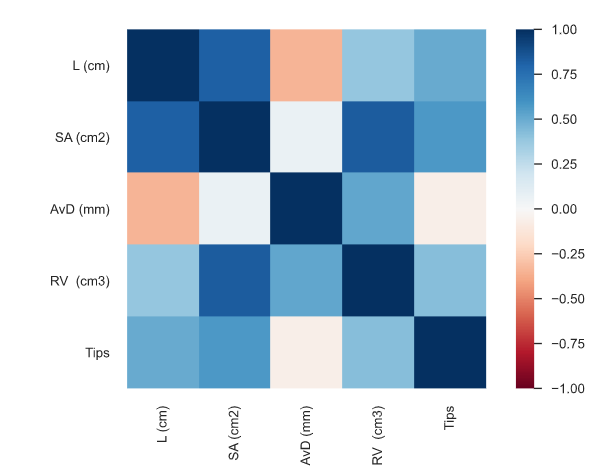 L (cm)
SA (cm2)
AvD (mm)
RV  (cm3)
Tips
L (cm)
SA (cm2)
AvD (mm)
RV  (cm3)
Tips
1.00
0.75
0.50
0.25
0.00
−0.25
−0.50
−0.75
−1.00